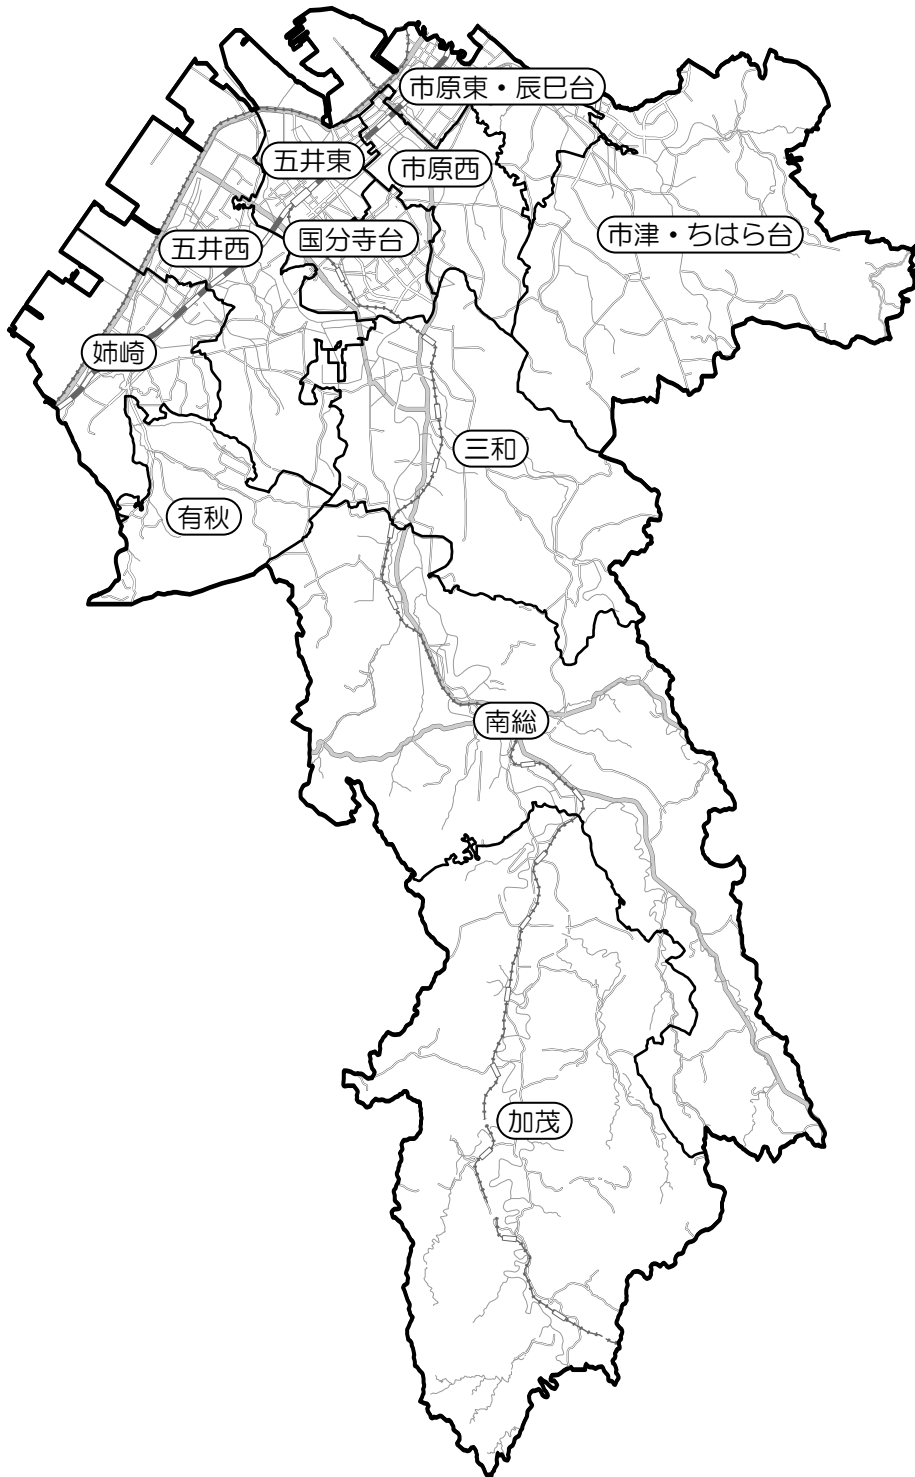 市原東・辰巳台
五井東
市原西
国分寺台
市津・ちはら台
五井西
姉崎
三和
有秋
南総
加茂